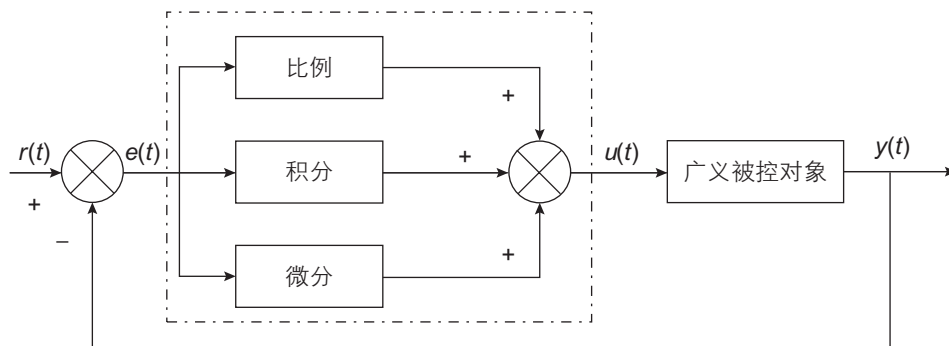 比例
+
r(t)
e(t)
积分
+
u(t)
广义被控对象
y(t)
+
−
微分
+